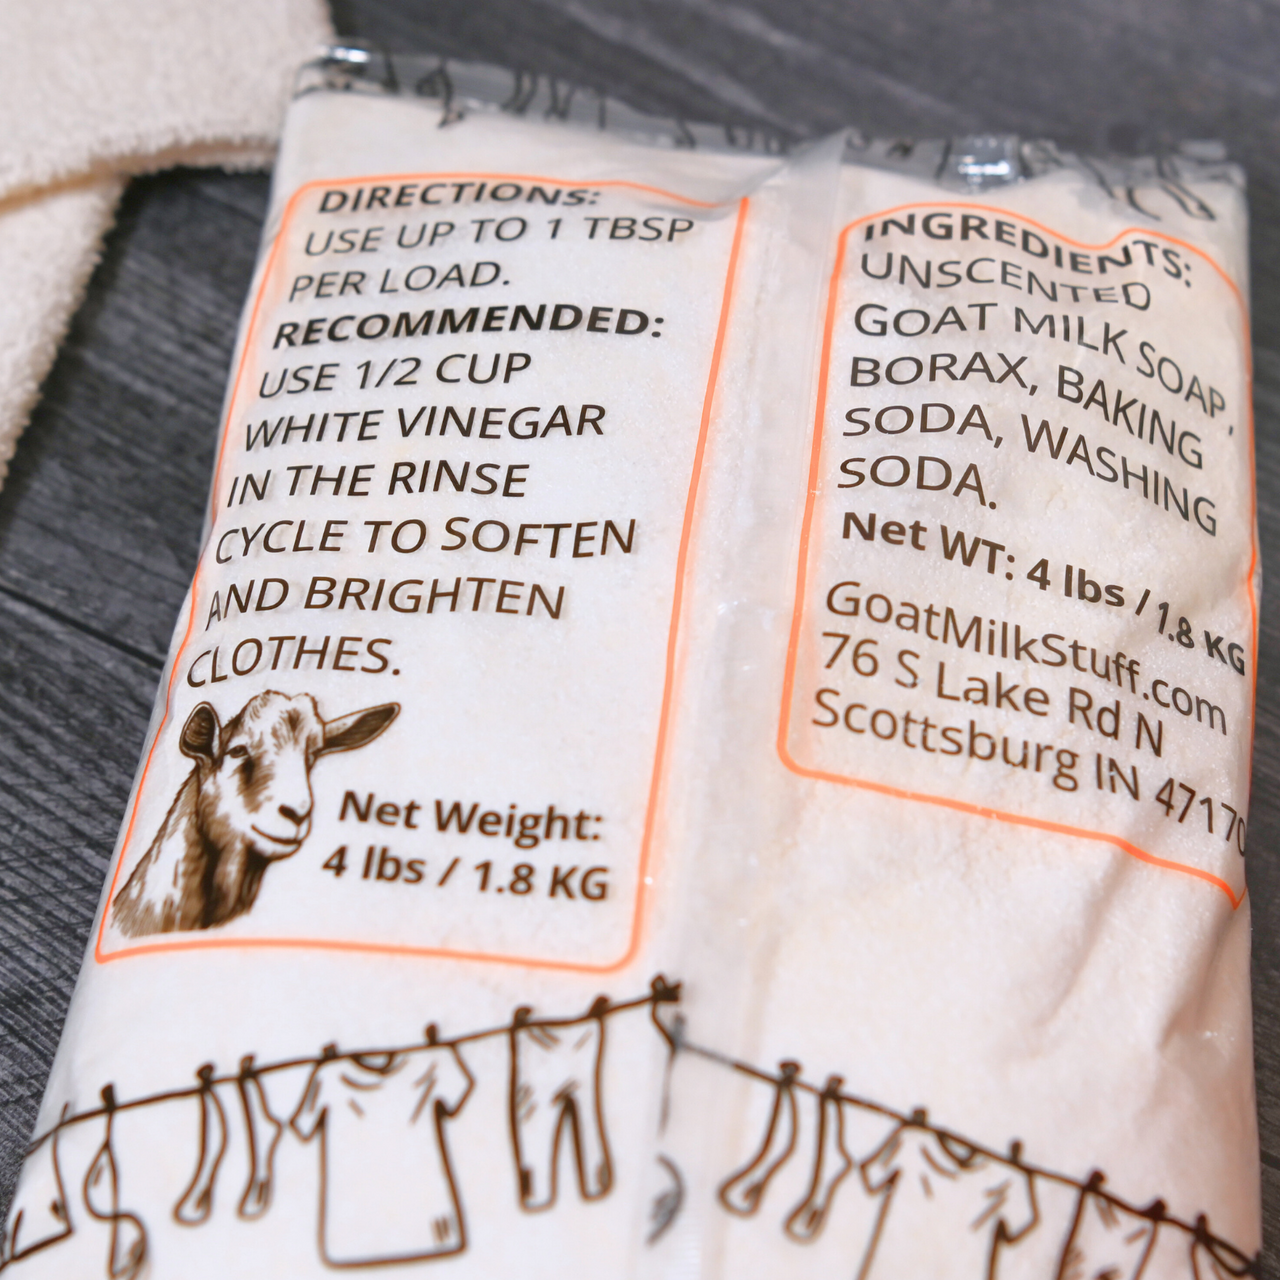 DIRECTIONS:
USE UP TO 1 TBSP
PER LOAD.
RECOMMENDED:
USE 1/2 CUP
WHITE VINEGAR
IN THE RINSE
CYCLE TO SOFTEN
AND BRIGHTEN
CLOTHES.
Net Weight:
4 lbs / 1.8 KG
INGREDIENTS:
UNSCENTED
GOAT MILK SOAP,
BORAX, BAKING
SODA, WASHING
SODA.
Net WT: 4 lbs / 1.8 KG
GoatMilkStuff.com
76 S Lake Rd N
Scottsburg IN 47170